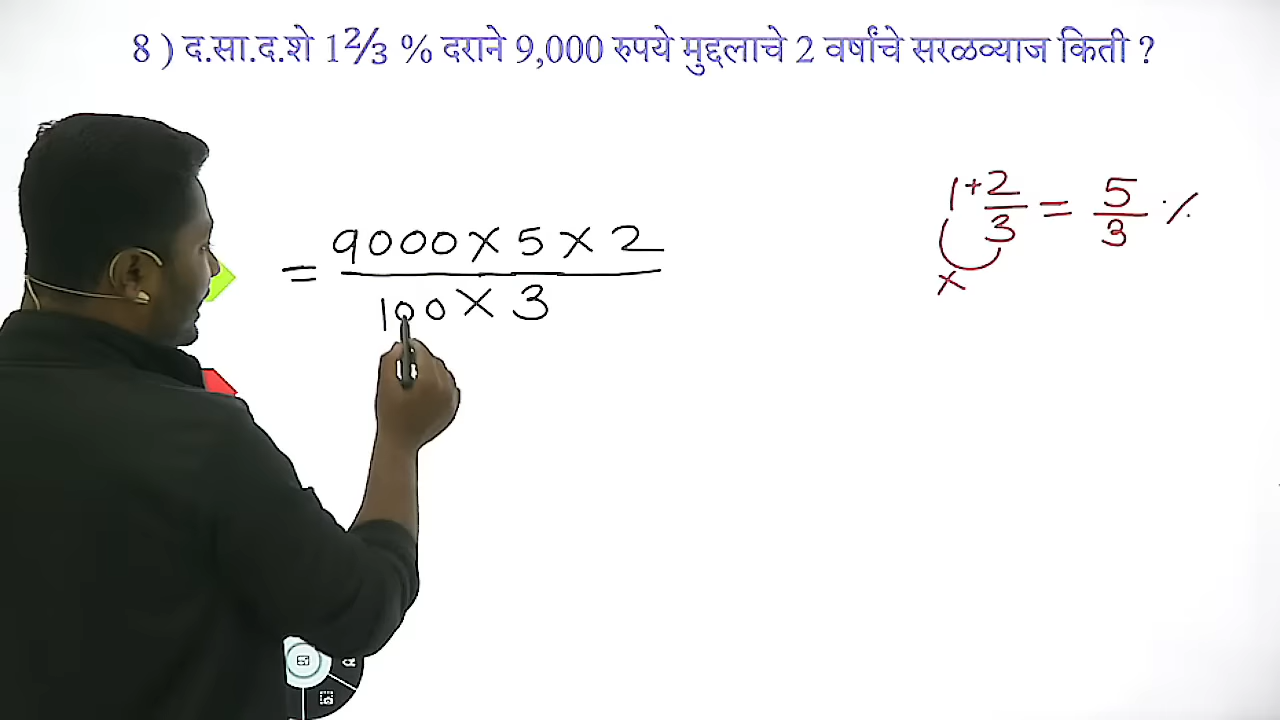 8 ) द.सा.द.शे 1⅔ % दराने 9,000 रुपये मुद्दलाचे 2 वर्षांचे सरळव्याज किती ?
1 + 2/3 = 5/3 %
×
= 9000 × 5 × 2
100 × 3